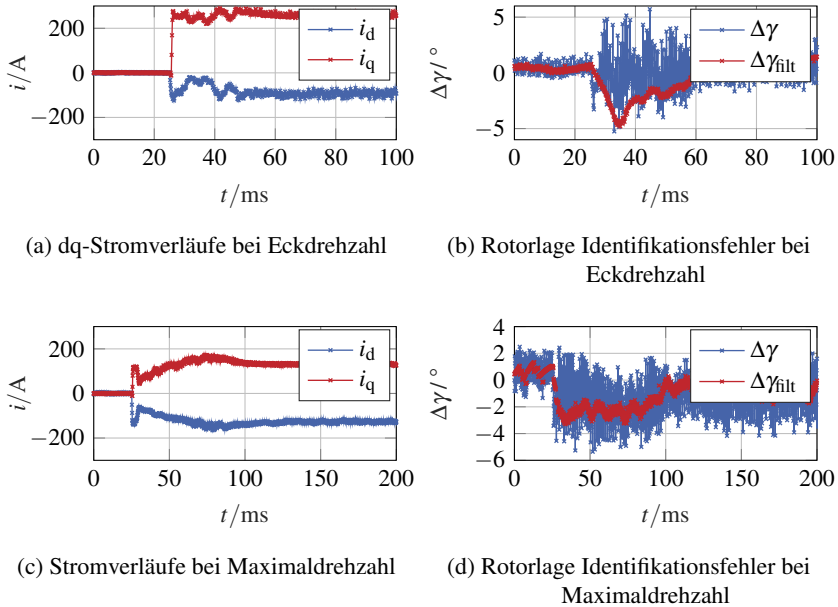 200
0
−100
i/A
i_d
i_q
0 20 40 60 80 100
t/ms
5
0
−5
Δγ/°
Δγ
Δγ_filt
0 20 40 60 80 100
t/ms
(a) dq-Stromverläufe bei Eckdrehzahl
(b) Rotorlage Identifikationsfehler bei
Eckdrehzahl
200
0
−200
i/A
i_d
i_q
0 50 100 150 200
t/ms
4
2
0
−2
−4
−6
Δγ/°
Δγ
Δγ_filt
0 50 100 150 200
t/ms
(c) Stromverläufe bei Maximaldrehzahl
(d) Rotorlage Identifikationsfehler bei
Maximaldrehzahl